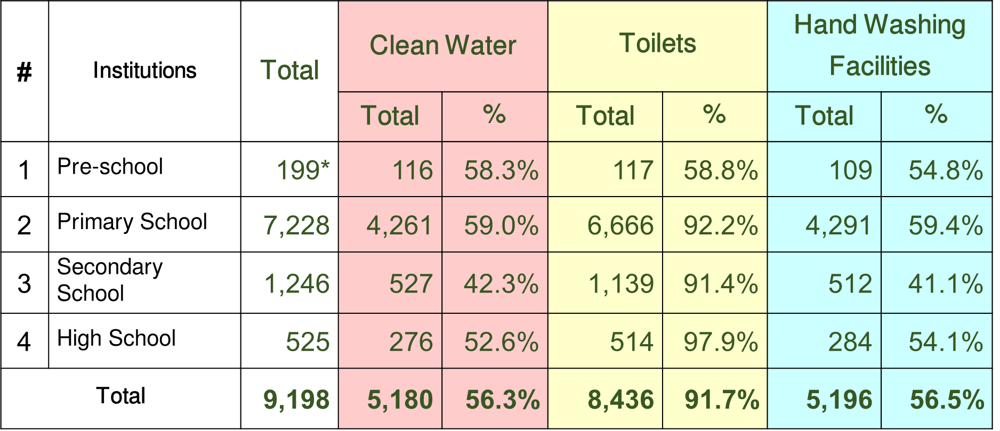 # Institutions Total Clean Water Toilets Hand Washing
Facilities
Total % Total % Total %
1 Pre-school 199* 116 58.3% 117 58.8% 109 54.8%
2 Primary School 7,228 4,261 59.0% 6,666 92.2% 4,291 59.4%
3 Secondary
School 1,246 527 42.3% 1,139 91.4% 512 41.1%
4 High School 525 276 52.6% 514 97.9% 284 54.1%
Total 9,198 5,180 56.3% 8,436 91.7% 5,196 56.5%